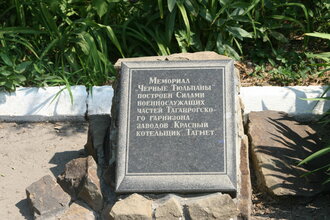 Мемориал
"Черные Тюльпаны"
построен Силами
военнослужащих
частей Таганрогско-
го гарнизона
заводов Красный
котельщик Тагмет